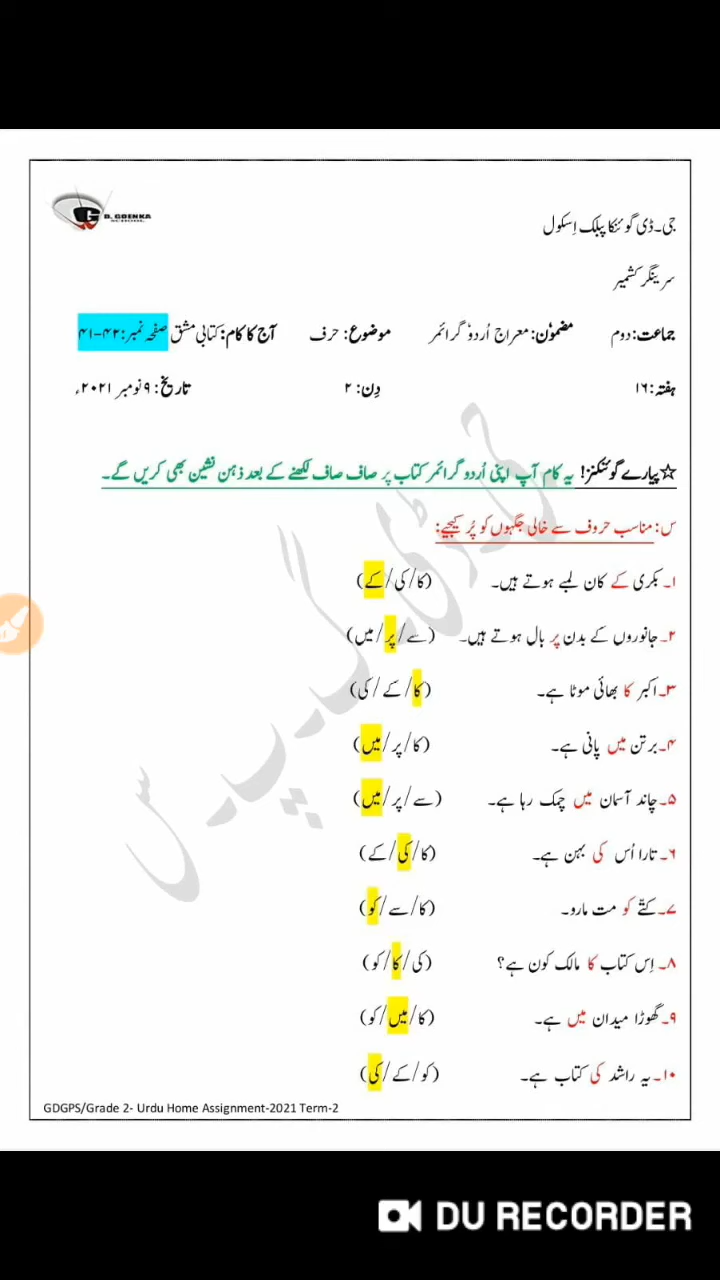 G D. GOENKA
SCHOOL
جی۔ڈی گوئنکا پبلک اِسکول
سرینگر کشمیر
جماعت: دوم مضموُن: معراج اُردوُ گرائمر موضوُع: حرف آج کا کام: کتابی مشق صفحہ نمبر: ۴۲-۴۱
ہفتہ: ۱۶ دِن: ۲ تاریخ: ۹ نومبر ۲۰۲۱ء
☆پیارے گوئنکنز! یہ کام آپ اپنی اُردو گرائمر کتاب پر صاف صاف لکھنے کے بعد ذہن نشین بھی کریں گے۔
س: مناسب حروف سے خالی جگہوں کو پُر کیجیے:
۱۔ بکری کے کان لمبے ہوتے ہیں۔ (کا/کی/کے)
۲۔جانوروں کے بدن پر بال ہوتے ہیں۔ (سے/پر/میں)
۳۔اکبر کا بھائی موٹا ہے۔ (کا/کے/کی)
۴۔برتن میں پانی ہے۔ (کا/پر/میں)
۵۔چاند آسمان میں چمک رہا ہے۔ (سے/پر/میں)
۶۔تارا اُس کی بہن ہے۔ (کا/کی/کے)
۷۔کتّے کو مت مارو۔ (کا/سے/کو)
۸۔ اِس کتاب کا مالک کون ہے؟ (کی/کا/کو)
۹۔گھوڑا میدان میں ہے۔ (کا/میں/کو)
۱۰۔یہ راشد کی کتاب ہے۔ (کو/کے/کی)
GDGPS/Grade 2- Urdu Home Assignment-2021 Term-2
DU RECORDER